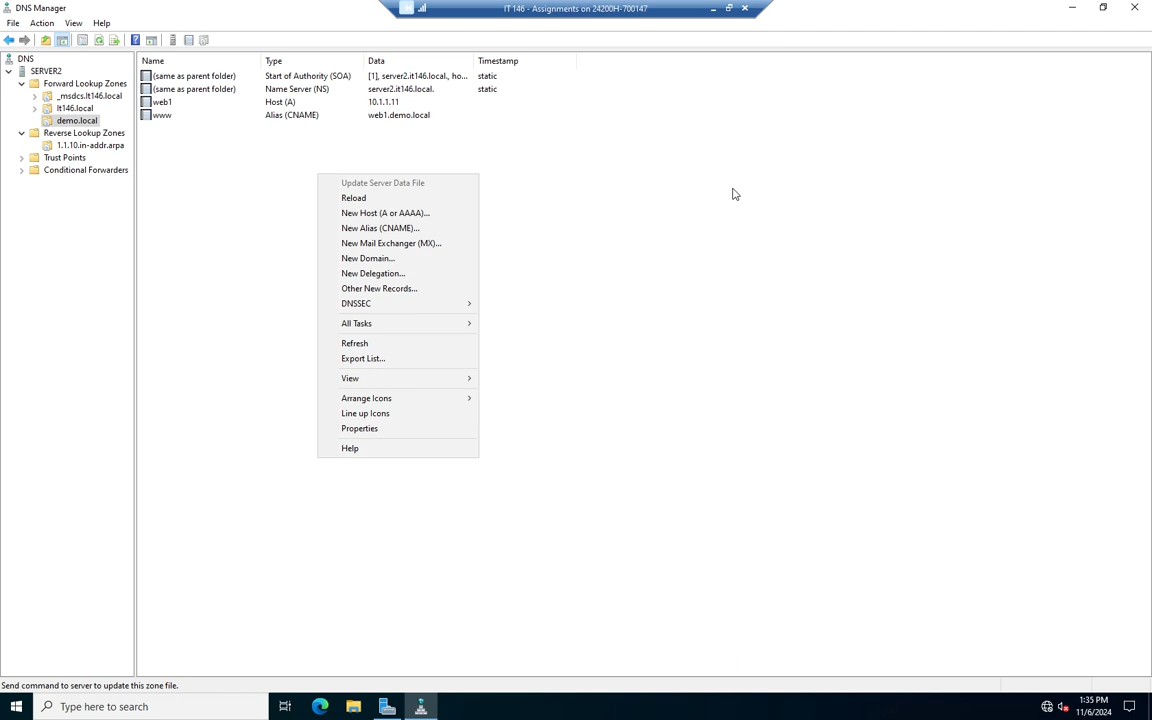 DNS Manager
IT 146 - Assignments on 24200H-700147
File Action View Help
DNS
SERVER2
Forward Lookup Zones
_msdcs.It146.local
It146.local
demo.local
Reverse Lookup Zones
1.1.10.in-addr.arpa
Trust Points
Conditional Forwarders
Name Type Data Timestamp
(same as parent folder) Start of Authority (SOA) [1], server2.it146.local., ho... static
(same as parent folder) Name Server (NS) server2.it146.local. static
web1 Host (A) 10.1.1.11
www Alias (CNAME) web1.demo.local
Update Server Data File
Reload
New Host (A or AAAA)...
New Alias (CNAME)...
New Mail Exchanger (MX)...
New Domain...
New Delegation...
Other New Records...
DNSSEC
All Tasks
Refresh
Export List...
View
Arrange Icons
Line up Icons
Properties
Help
Send command to server to update this zone file.
Type here to search
1:35 PM
11/6/2024